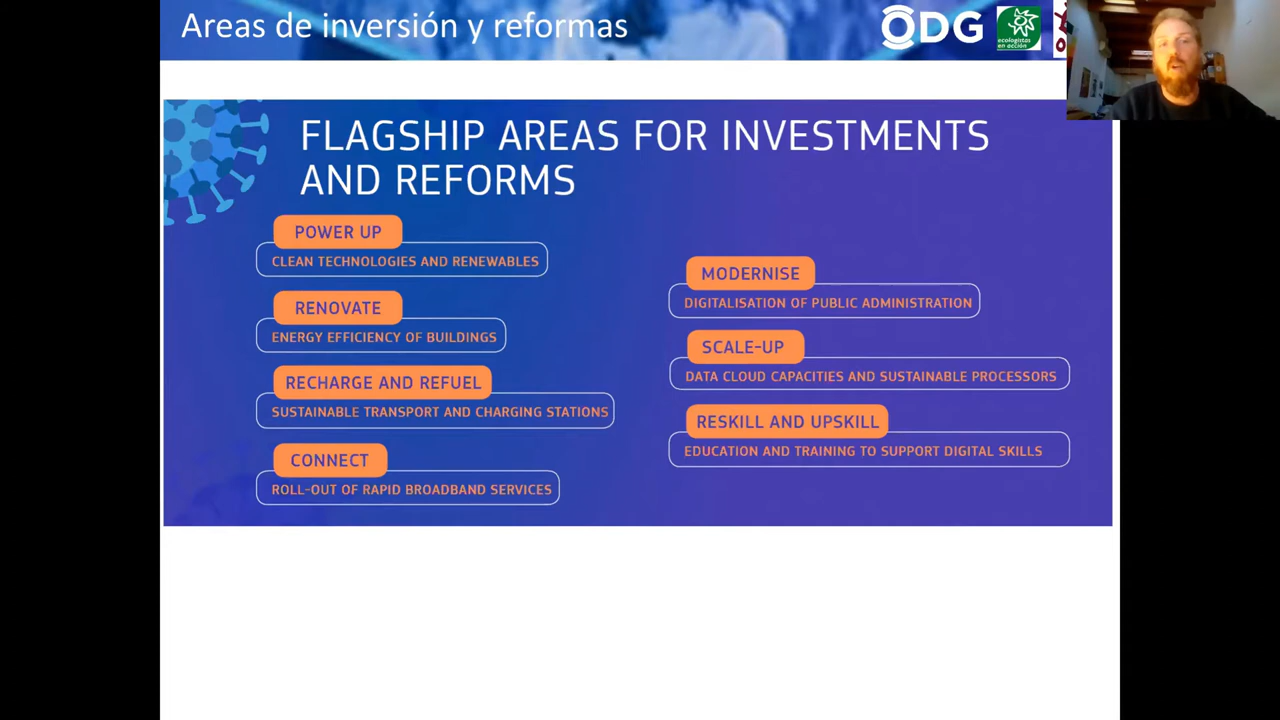 Areas de inversión y reformas
ODG
ecologistas
en acción
FLAGSHIP AREAS FOR INVESTMENTS
AND REFORMS
POWER UP
CLEAN TECHNOLOGIES AND RENEWABLES
RENOVATE
ENERGY EFFICIENCY OF BUILDINGS
RECHARGE AND REFUEL
SUSTAINABLE TRANSPORT AND CHARGING STATIONS
CONNECT
ROLL-OUT OF RAPID BROADBAND SERVICES
MODERNISE
DIGITALISATION OF PUBLIC ADMINISTRATION
SCALE-UP
DATA CLOUD CAPACITIES AND SUSTAINABLE PROCESSORS
RESKILL AND UPSKILL
EDUCATION AND TRAINING TO SUPPORT DIGITAL SKILLS